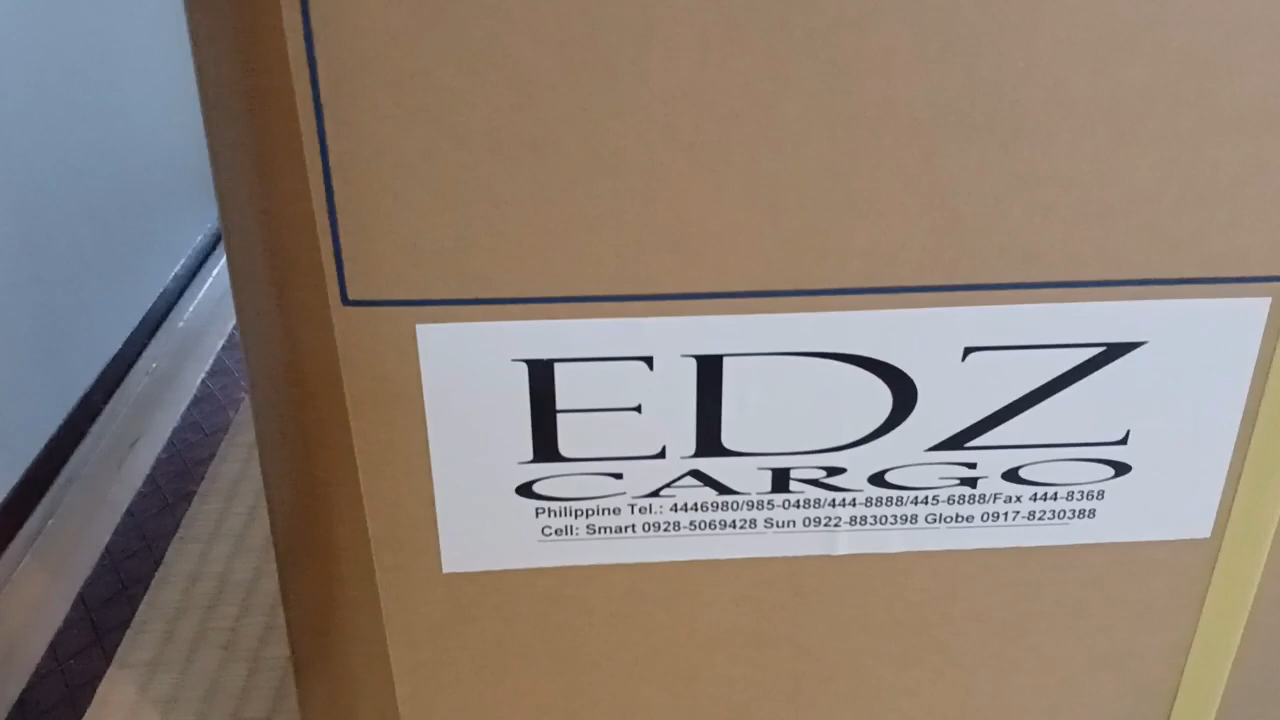 EDZ
CARGO
Philippine Tel.: 4446980/985-0488/444-8888/445-6888/Fax 444-8368
Cell: Smart 0928-5069428 Sun 0922-8830398 Globe 0917-8230388